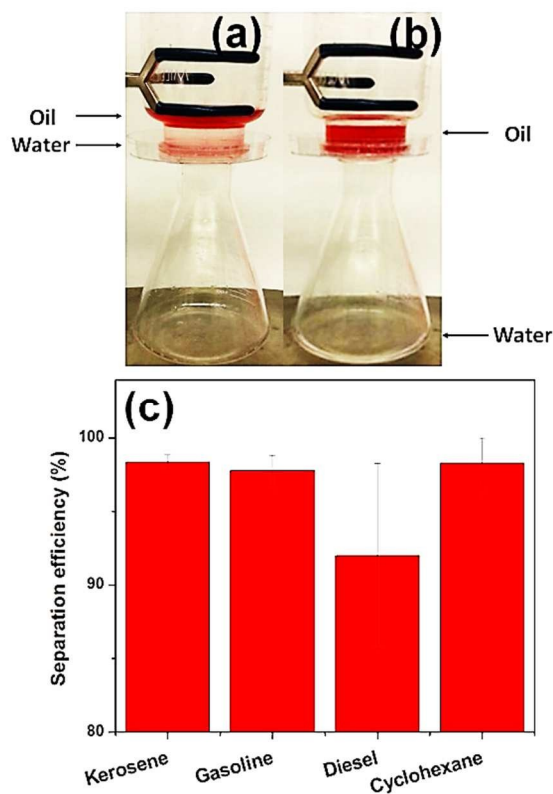 (a)
(b)
Oil
Water
Oil
Water
(c)
100
90
80
Separation efficiency (%)
Kerosene
Gasoline
Diesel
Cyclohexane